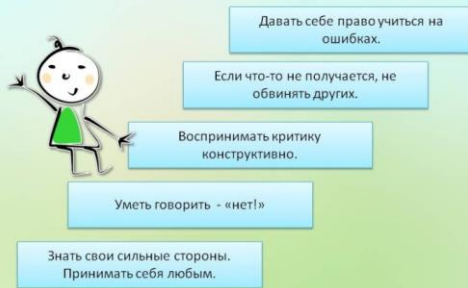 Давать себе право учиться на
ошибках.
Если что-то не получается, не
обвинять других.
Воспринимать критику
конструктивно.
Уметь говорить - «нет!»
Знать свои сильные стороны.
Принимать себя любым.